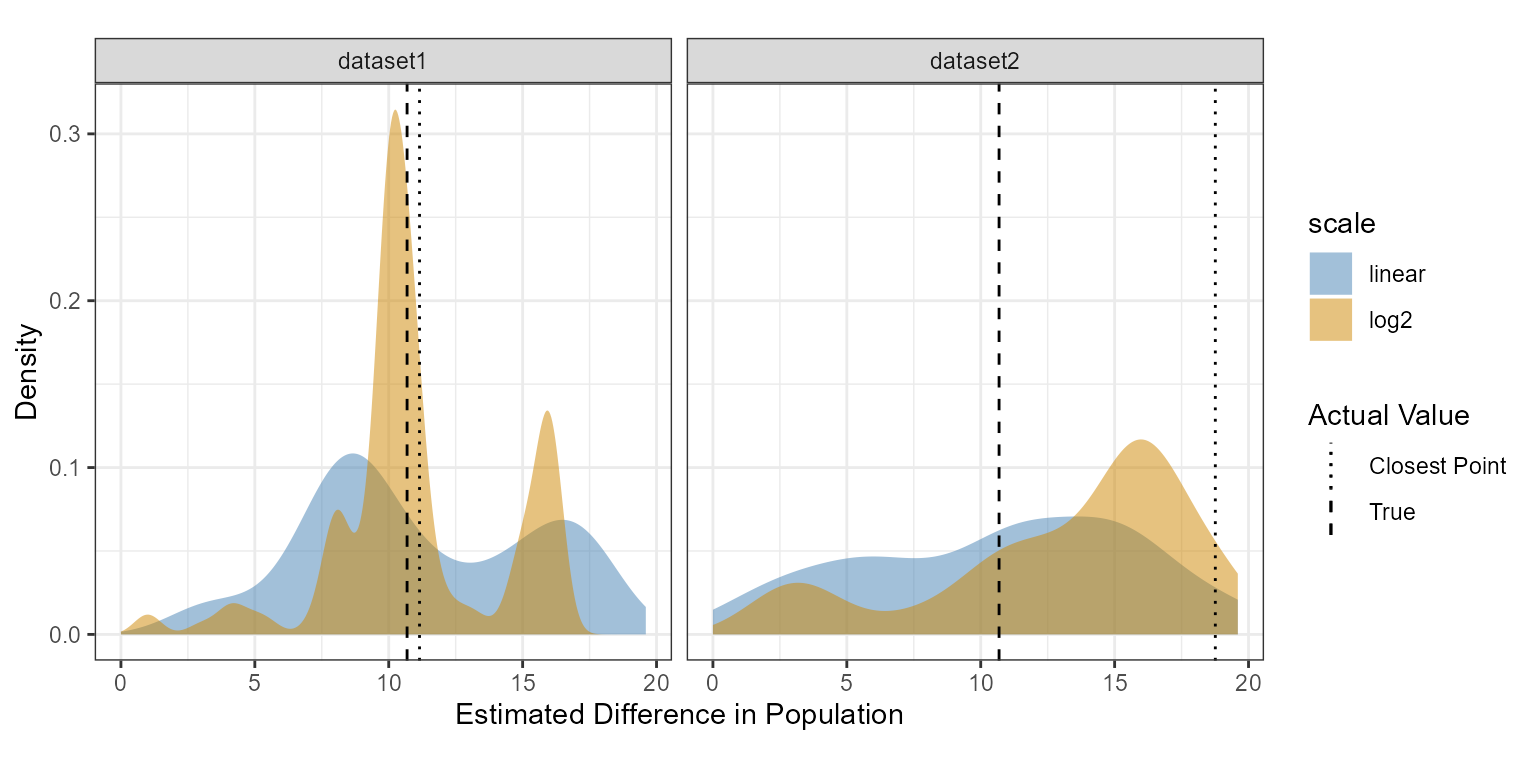 dataset1
dataset2
0.3
0.2
0.1
0.0
Density
0 5 10 15 20
0 5 10 15 20
Estimated Difference in Population
scale
linear
log2
Actual Value
Closest Point
True